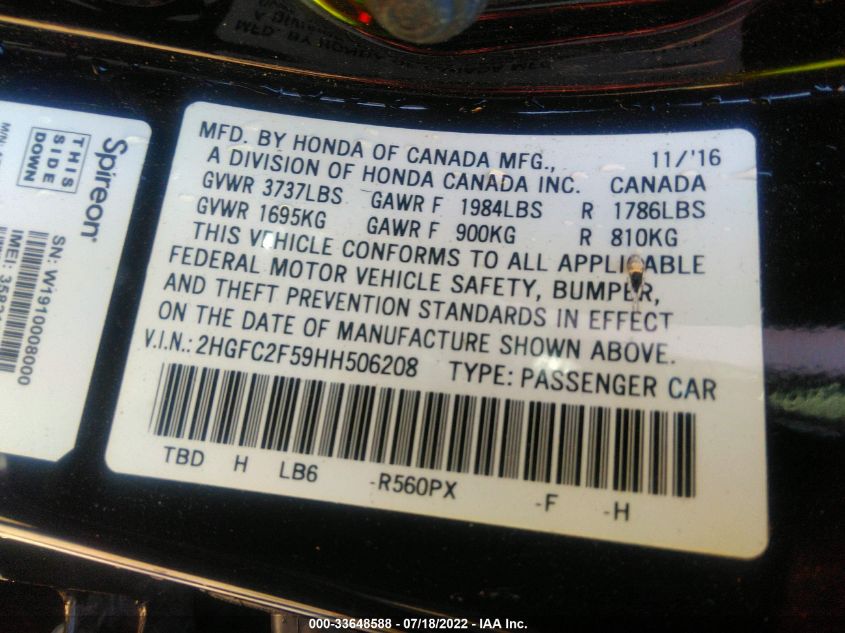 MFD. BY HONDA OF CANADA MFG., 11/'16
A DIVISION OF HONDA CANADA INC. CANADA
GVWR 3737LBS GAWR F 1984LBS R 1786LBS
GVWR 1695KG GAWR F 900KG R 810KG
THIS VEHICLE CONFORMS TO ALL APPLICABLE
FEDERAL MOTOR VEHICLE SAFETY, BUMPER,
AND THEFT PREVENTION STANDARDS IN EFFECT
ON THE DATE OF MANUFACTURE SHOWN ABOVE.
V.I.N.: 2HGFC2F59HH506208 TYPE: PASSENGER CAR
TBD H LB6 -R560PX -F -H
Spireon
THIS
SIDE
DOWN
SN: W1910008000
IMEI:
000-33648588 - 07/18/2022 - IAA Inc.